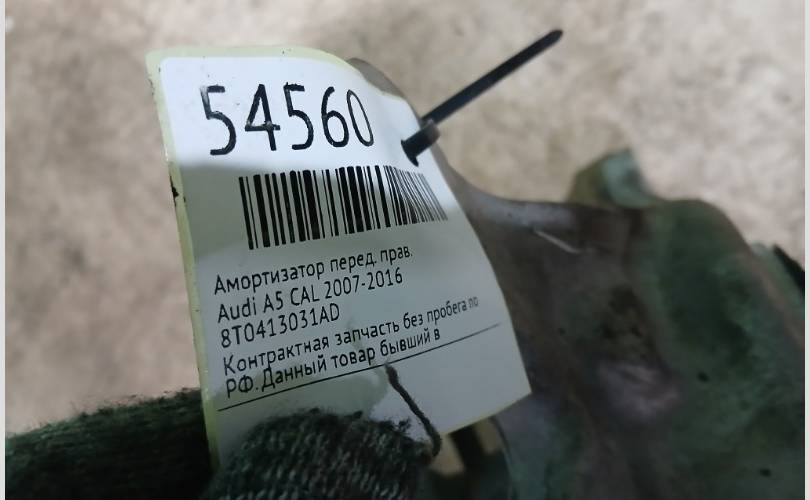 54560
Амортизатор перед. прав.
Audi A5 CAL 2007-2016
8T0413031AD
Контрактная запчасть без пробега по
РФ. Данный товар бывший в